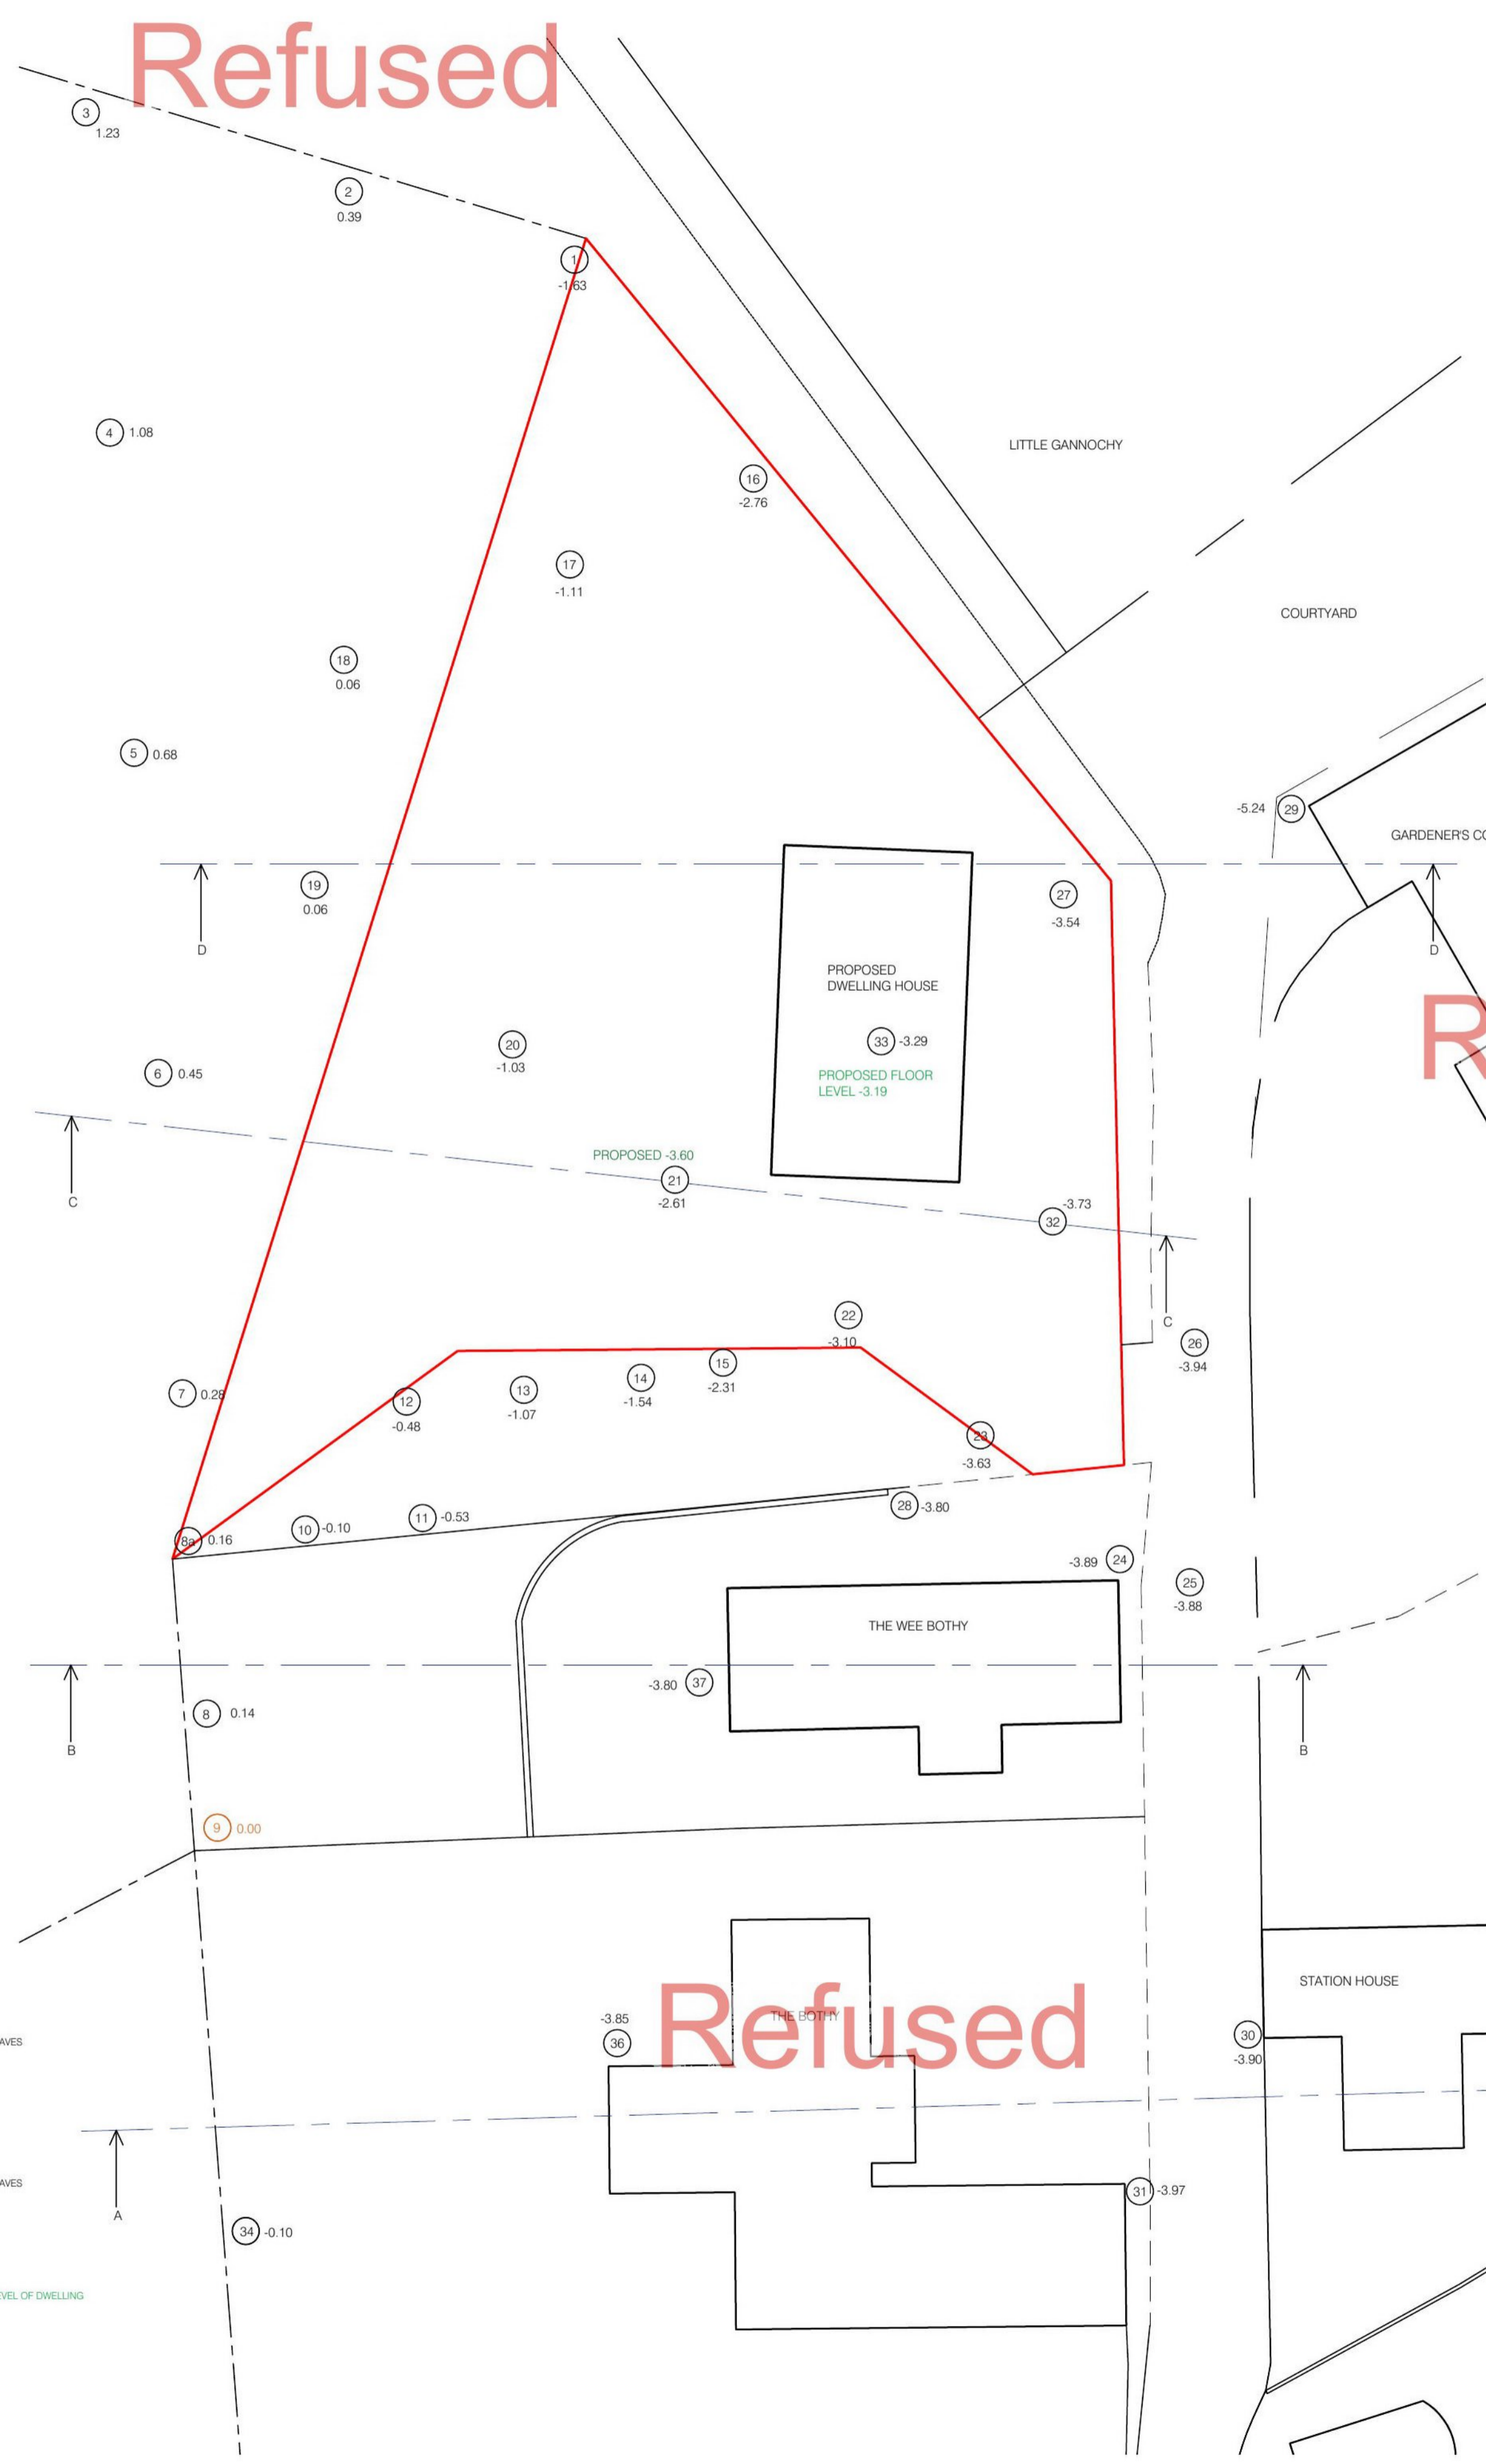 Refused
3
1.23
2
0.39
1
-1.63
4 1.08
LITTLE GANNOCHY
16
-2.76
17
-1.11
COURTYARD
18
0.06
5 0.68
-5.24 29
GARDENER'S CO
19
0.06
27
-3.54
D
D
PROPOSED
DWELLING HOUSE
R
33 -3.29
20
-1.03
6 0.45
PROPOSED FLOOR
LEVEL -3.19
PROPOSED -3.60
21
-2.61
C
-3.73
32
22
-3.10
C
26
-3.94
15
-2.31
14
-1.54
13
-1.07
7 0.28
12
-0.48
23
-3.63
28 -3.80
11 -0.53
10 -0.10
8a 0.16
-3.89 24
25
-3.88
THE WEE BOTHY
-3.80 37
8 0.14
B
B
9 0.00
STATION HOUSE
Refused
THE BOTHY
-3.85
36
30
-3.90
AVES
AVES
31 -3.97
A
34 -0.10
EVEL OF DWELLING